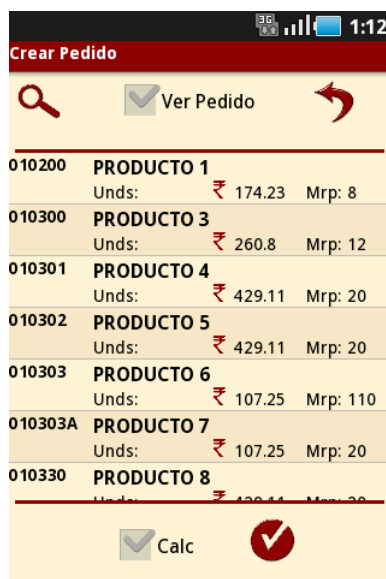 3G 1:12
Crear Pedido
Ver Pedido
010200 PRODUCTO 1
Unds: ₹ 174.23 Mrp: 8
010300 PRODUCTO 3
Unds: ₹ 260.8 Mrp: 12
010301 PRODUCTO 4
Unds: ₹ 429.11 Mrp: 20
010302 PRODUCTO 5
Unds: ₹ 429.11 Mrp: 20
010303 PRODUCTO 6
Unds: ₹ 107.25 Mrp: 110
010303A PRODUCTO 7
Unds: ₹ 107.25 Mrp: 20
010330 PRODUCTO 8
Calc